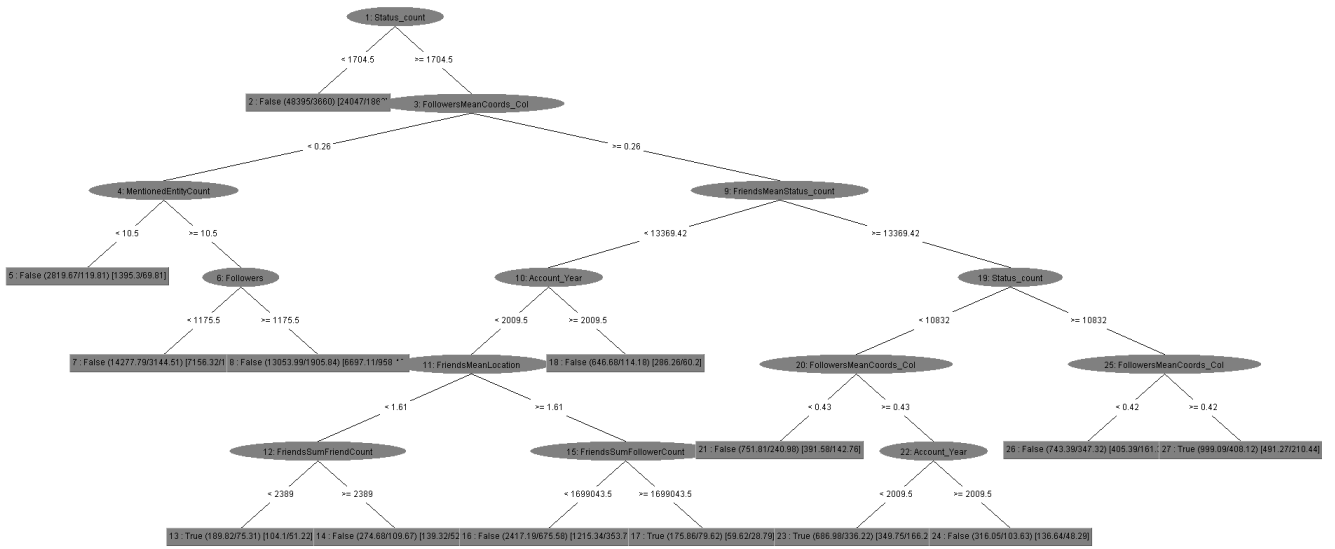 1: Status_count
< 1704.5
>= 1704.5
2 : False (48395/3660)
3: FollowersMeanCoords_Col
< 0.26
>= 0.26
4: MentionedEntityCount
9: FriendsMeanStatus_count
< 10.5
>= 10.5
< 13369.42
>= 13369.42
5 : False (2819.67/119.81) [1395.3/69.81]
6: Followers
10: Account_Year
19: Status_count
< 1175.5
>= 1175.5
< 2009.5
>= 2009.5
< 10832
>= 10832
7 : False (14277.79/3144.51) [7156.32/1
8 : False (13053.99/1905.84) [6697.11/958
11: FriendsMeanLocation
18 : False (646.68/114.18) [286.26/60.2]
20: FollowersMeanCoords_Col
25: FollowersMeanCoords_Col
< 1.61
>= 1.61
< 0.43
>= 0.43
< 0.42
>= 0.42
12: FriendsSumFriendCount
15: FriendsSumFollowerCount
21 : False (751.81/240.98) [391.58/142.76]
22: Account_Year
26 : False (743.39/347.32) [405.39/161.
27 : True (999.09/408.12) [491.27/210.44]
< 2389
>= 2389
< 1699043.5
>= 1699043.5
< 2009.5
>= 2009.5
13 : True (189.82/75.31) [104.1/51.22]
14 : False (274.68/109.67) [139.32/52
16 : False (2417.19/675.58) [1215.34/353.7
17 : True (175.86/79.62) [59.62/28.79]
23 : True (686.98/336.22) [349.75/166.2
24 : False (316.05/103.63) [136.64/48.29]